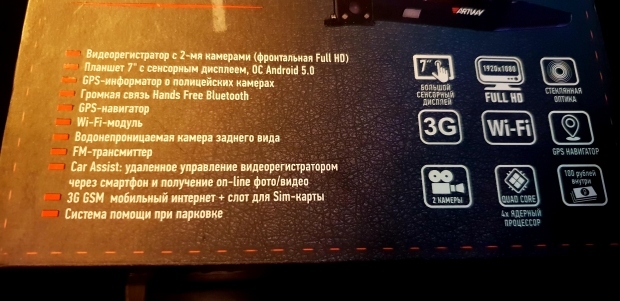 ARTWAY
Видеорегистратор с 2-мя камерами (фронтальная Full HD)
Планшет 7" с сенсорным дисплеем, ОС Android 5.0
GPS-информатор о полицейских камерах
Громкая связь Hands Free Bluetooth
GPS-навигатор
Wi-Fi-модуль
Водонепроницаемая камера заднего вида
FM-трансмиттер
Car Assist: удаленное управление видеорегистратором
через смартфон и получение on-line фото/видео
3G GSM мобильный интернет + слот для Sim-карты
Система помощи при парковке
7"
БОЛЬШОЙ
СЕНСОРНЫЙ
ДИСПЛЕЙ
1920x1080
FULL HD
СТЕКЛЯННАЯ
ОПТИКА
3G
Wi-Fi
GPS НАВИГАТОР
2 КАМЕРЫ
QUAD CORE
4х ЯДЕРНЫЙ
ПРОЦЕССОР
100 рублей
внутри